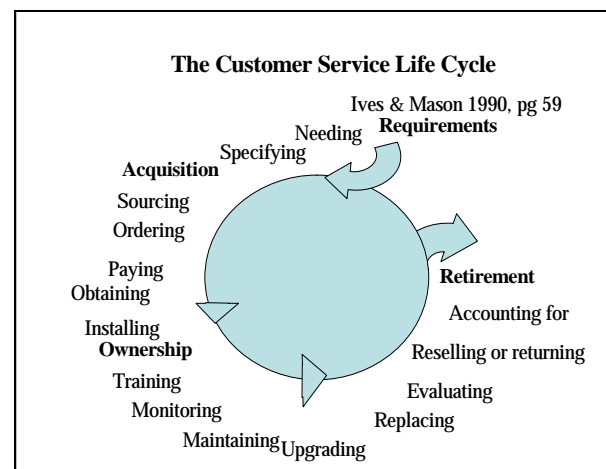 The Customer Service Life Cycle
Ives & Mason 1990, pg 59
Requirements
Needing
Specifying
Acquisition
Sourcing
Ordering
Paying
Obtaining
Installing
Ownership
Training
Monitoring
Maintaining
Upgrading
Replacing
Evaluating
Reselling or returning
Accounting for
Retirement